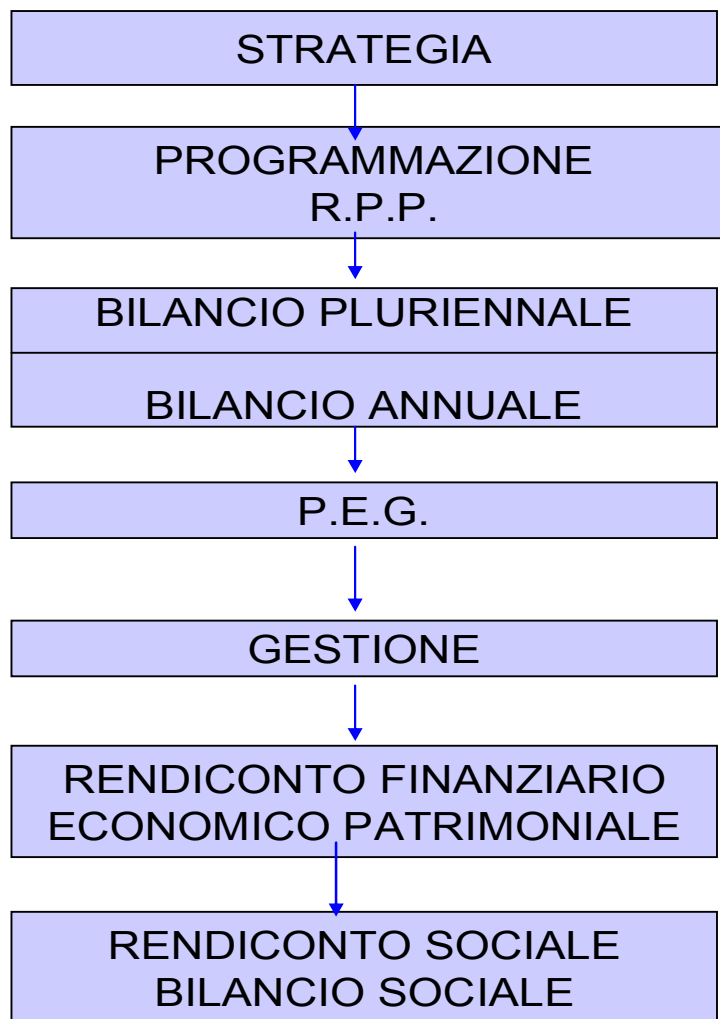 STRATEGIA
PROGRAMMAZIONE
R.P.P.
BILANCIO PLURIENNALE
BILANCIO ANNUALE
P.E.G.
GESTIONE
RENDICONTO FINANZIARIO
ECONOMICO PATRIMONIALE
RENDICONTO SOCIALE
BILANCIO SOCIALE